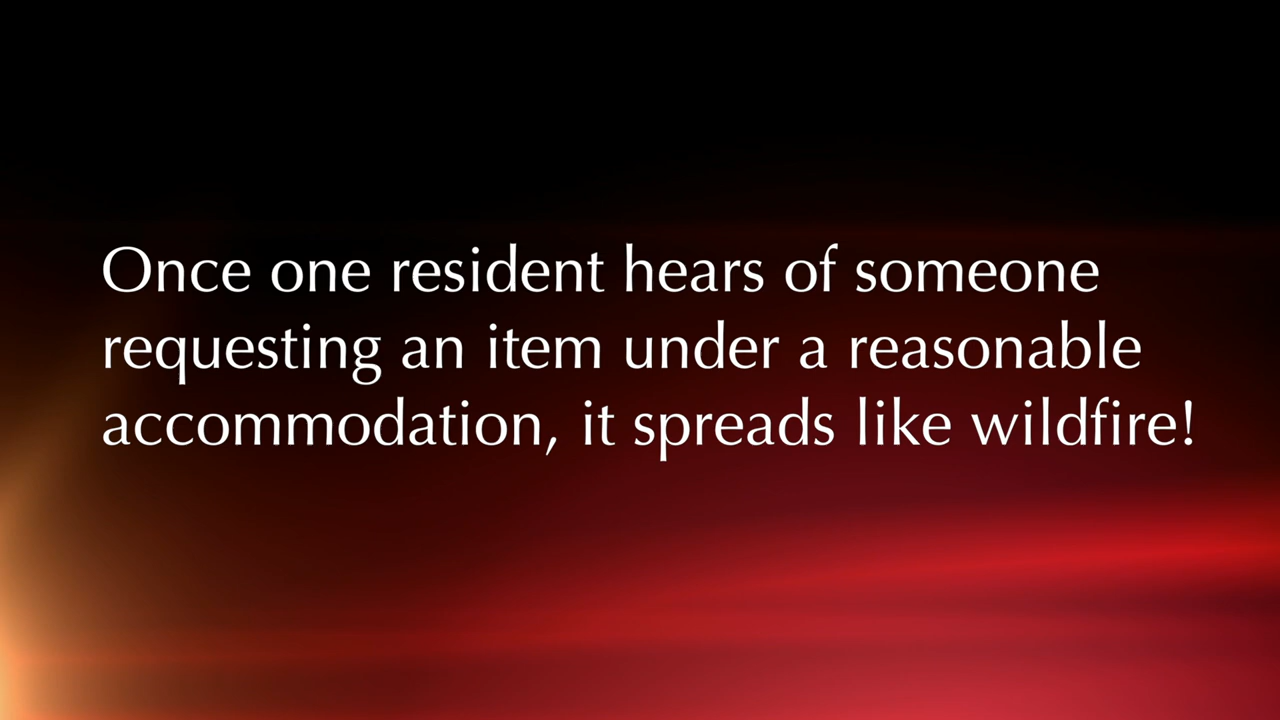 Once one resident hears of someone
requesting an item under a reasonable
accommodation, it spreads like wildfire!